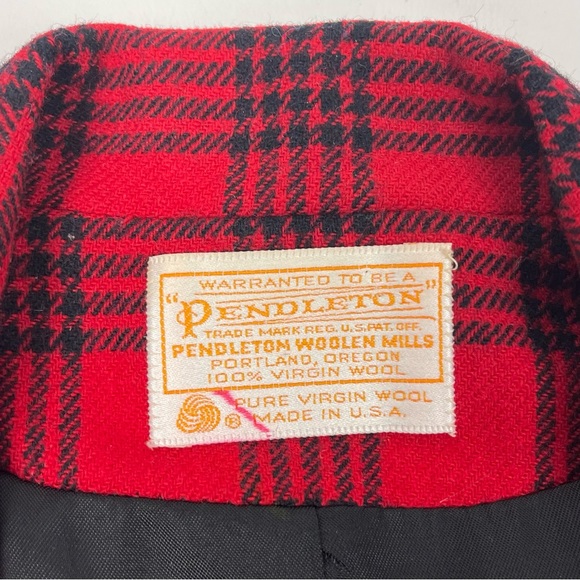 WARRANTED TO BE A
"PENDLETON"
TRADE MARK REG. U.S. PAT. OFF.
PENDLETON WOOLEN MILLS
PORTLAND, OREGON
100% VIRGIN WOOL
PURE VIRGIN WOOL
® MADE IN U.S.A.